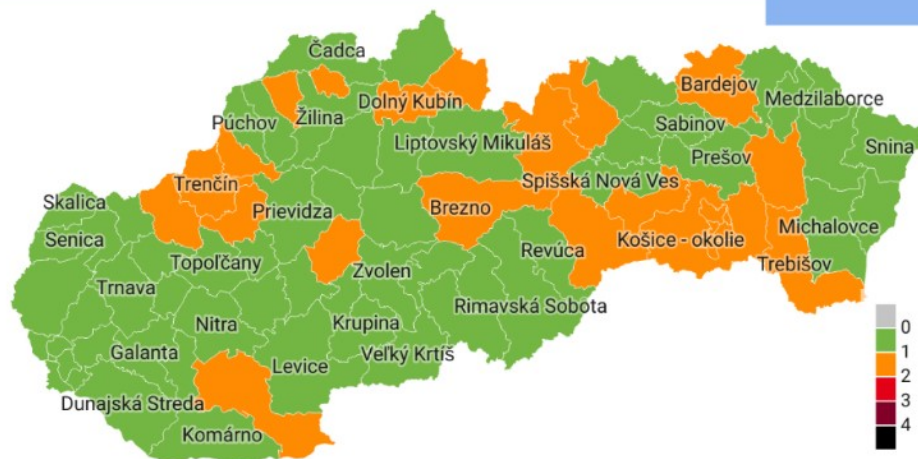 Čadca
Bardejov
Dolný Kubín
Medzilaborce
Púchov
Žilina
Sabinov
Liptovský Mikuláš
Prešov
Snina
Trenčín
Spišská Nová Ves
Skalica
Prievidza
Brezno
Michalovce
Senica
Košice - okolie
Revúca
Topoľčany
Zvolen
Trebišov
Trnava
Rimavská Sobota
Nitra
Krupina
Galanta
Veľký Krtíš
Levice
Dunajská Streda
Komárno
0
1
2
3
4